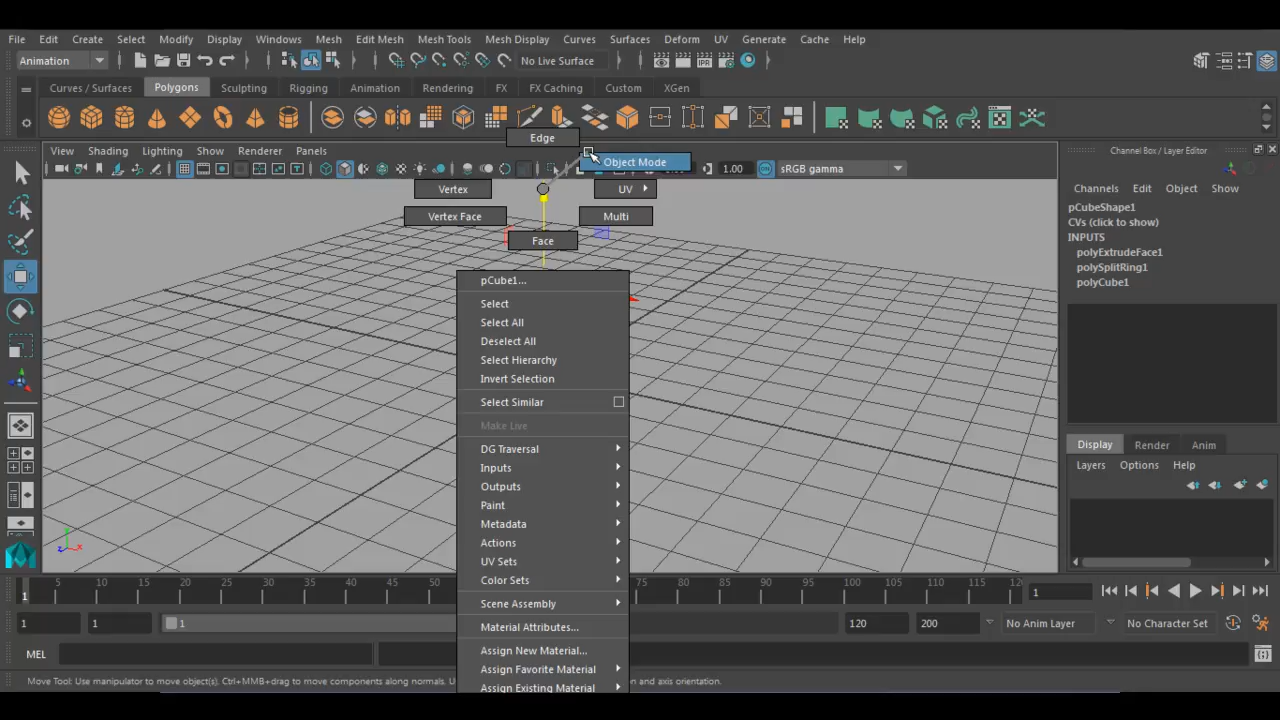 File Edit Create Select Modify Display Windows Mesh Edit Mesh Mesh Tools Mesh Display Curves Surfaces Deform UV Generate Cache Help
Animation No Live Surface
Curves / Surfaces Polygons Sculpting Rigging Animation Rendering FX FX Caching Custom XGen
Edge
View Shading Lighting Show Renderer Panels
Channel Box / Layer Editor
Object Mode
1.00 sRGB gamma
Vertex UV
Vertex Face Multi
Face
Channels Edit Object Show
pCubeShape1
CVs (click to show)
INPUTS
polyExtrudeFace1
polySplitRing1
polyCube1
pCube1...
Select
Select All
Deselect All
Select Hierarchy
Invert Selection
Select Similar
Make Live
DG Traversal
Inputs
Outputs
Paint
Metadata
Actions
UV Sets
Color Sets
Scene Assembly
Material Attributes...
Assign New Material...
Assign Favorite Material
Assign Existing Material
Display Render Anim
Layers Options Help
y x z
5 10 15 20 25 30 35 40 45 50 75 80 85 90 95 100 105 110 115 12
1 1
1 1 1 120 200 No Anim Layer No Character Set
MEL
Move Tool: Use manipulator to move object(s). Ctrl+MMB+drag to move components along normals. Us
n and axis orientation.